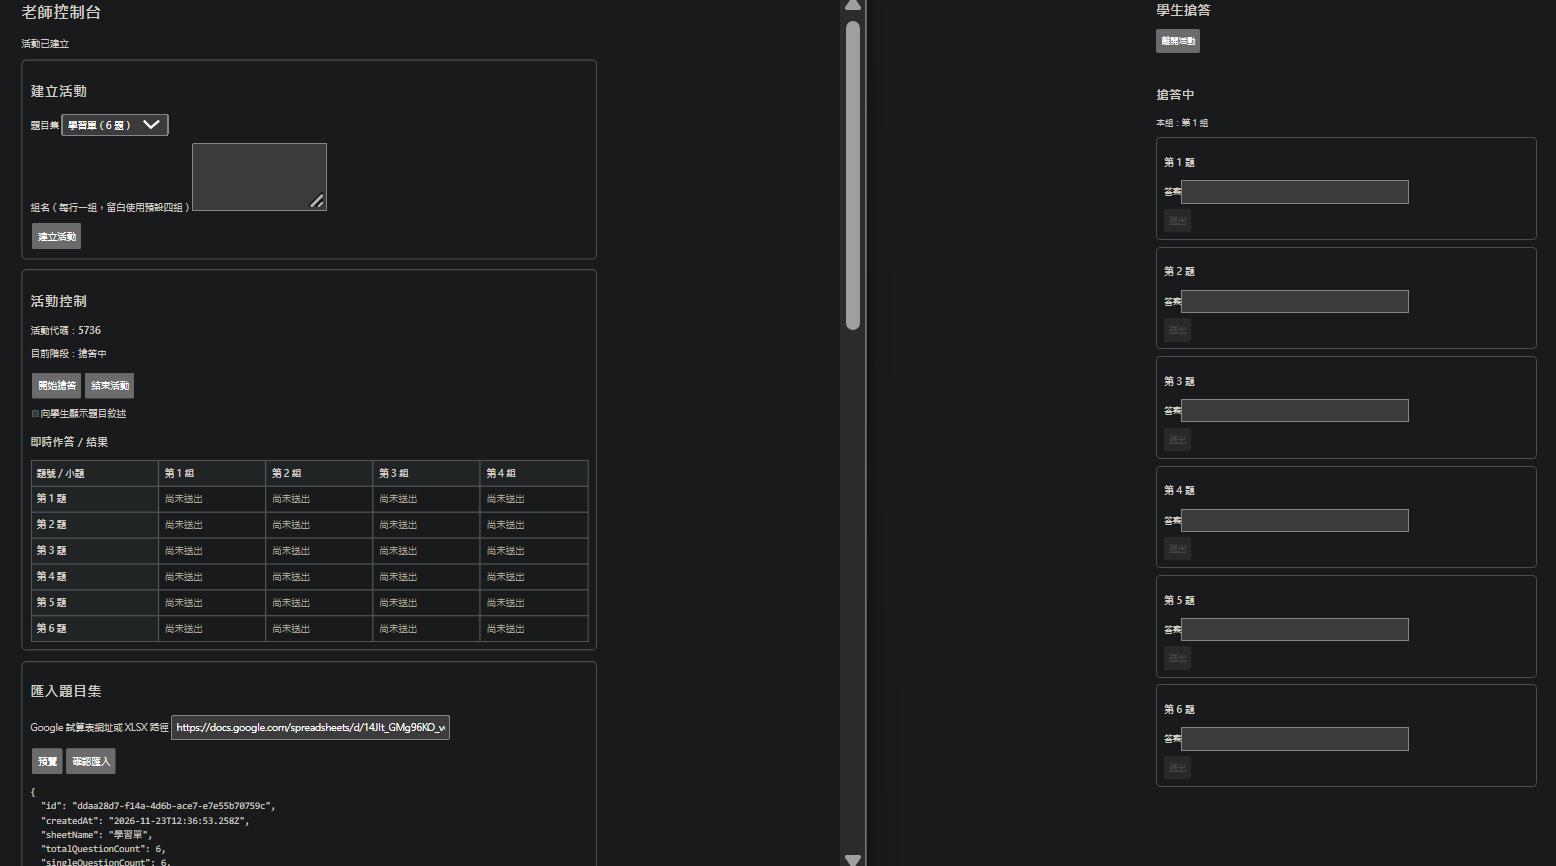 老師控制台
活動已建立
建立活動
題目集 學習單 ( 6 題 )
組名 ( 每行一組，留白使用預設四組 )
建立活動
活動控制
活動代碼：5736
目前階段：搶答中
開始搶答 結束活動
向學生顯示題目敘述
即時作答 / 結果
題號 / 小題 第 1 組 第 2 組 第 3 組 第 4 組
第 1 題 尚未送出 尚未送出 尚未送出 尚未送出
第 2 題 尚未送出 尚未送出 尚未送出 尚未送出
第 3 題 尚未送出 尚未送出 尚未送出 尚未送出
第 4 題 尚未送出 尚未送出 尚未送出 尚未送出
第 5 題 尚未送出 尚未送出 尚未送出 尚未送出
第 6 題 尚未送出 尚未送出 尚未送出 尚未送出
匯入題目集
Google 試算表網址或 XLSX 路徑 https://docs.google.com/spreadsheets/d/14JIt_GMg96KO_v
預覽 確認匯入
{
"id": "ddaa28d7-f14a-4d6b-ace7-e7e55b70759c",
"createdAt": "2026-11-23T12:36:53.258Z",
"sheetName": "學習單",
"totalQuestionCount": 6,
"singleQuestionCount": 6,
學生搶答
離開活動
搶答中
本組：第 1 組
第 1 題
答案
送出
第 2 題
答案
送出
第 3 題
答案
送出
第 4 題
答案
送出
第 5 題
答案
送出
第 6 題
答案
送出